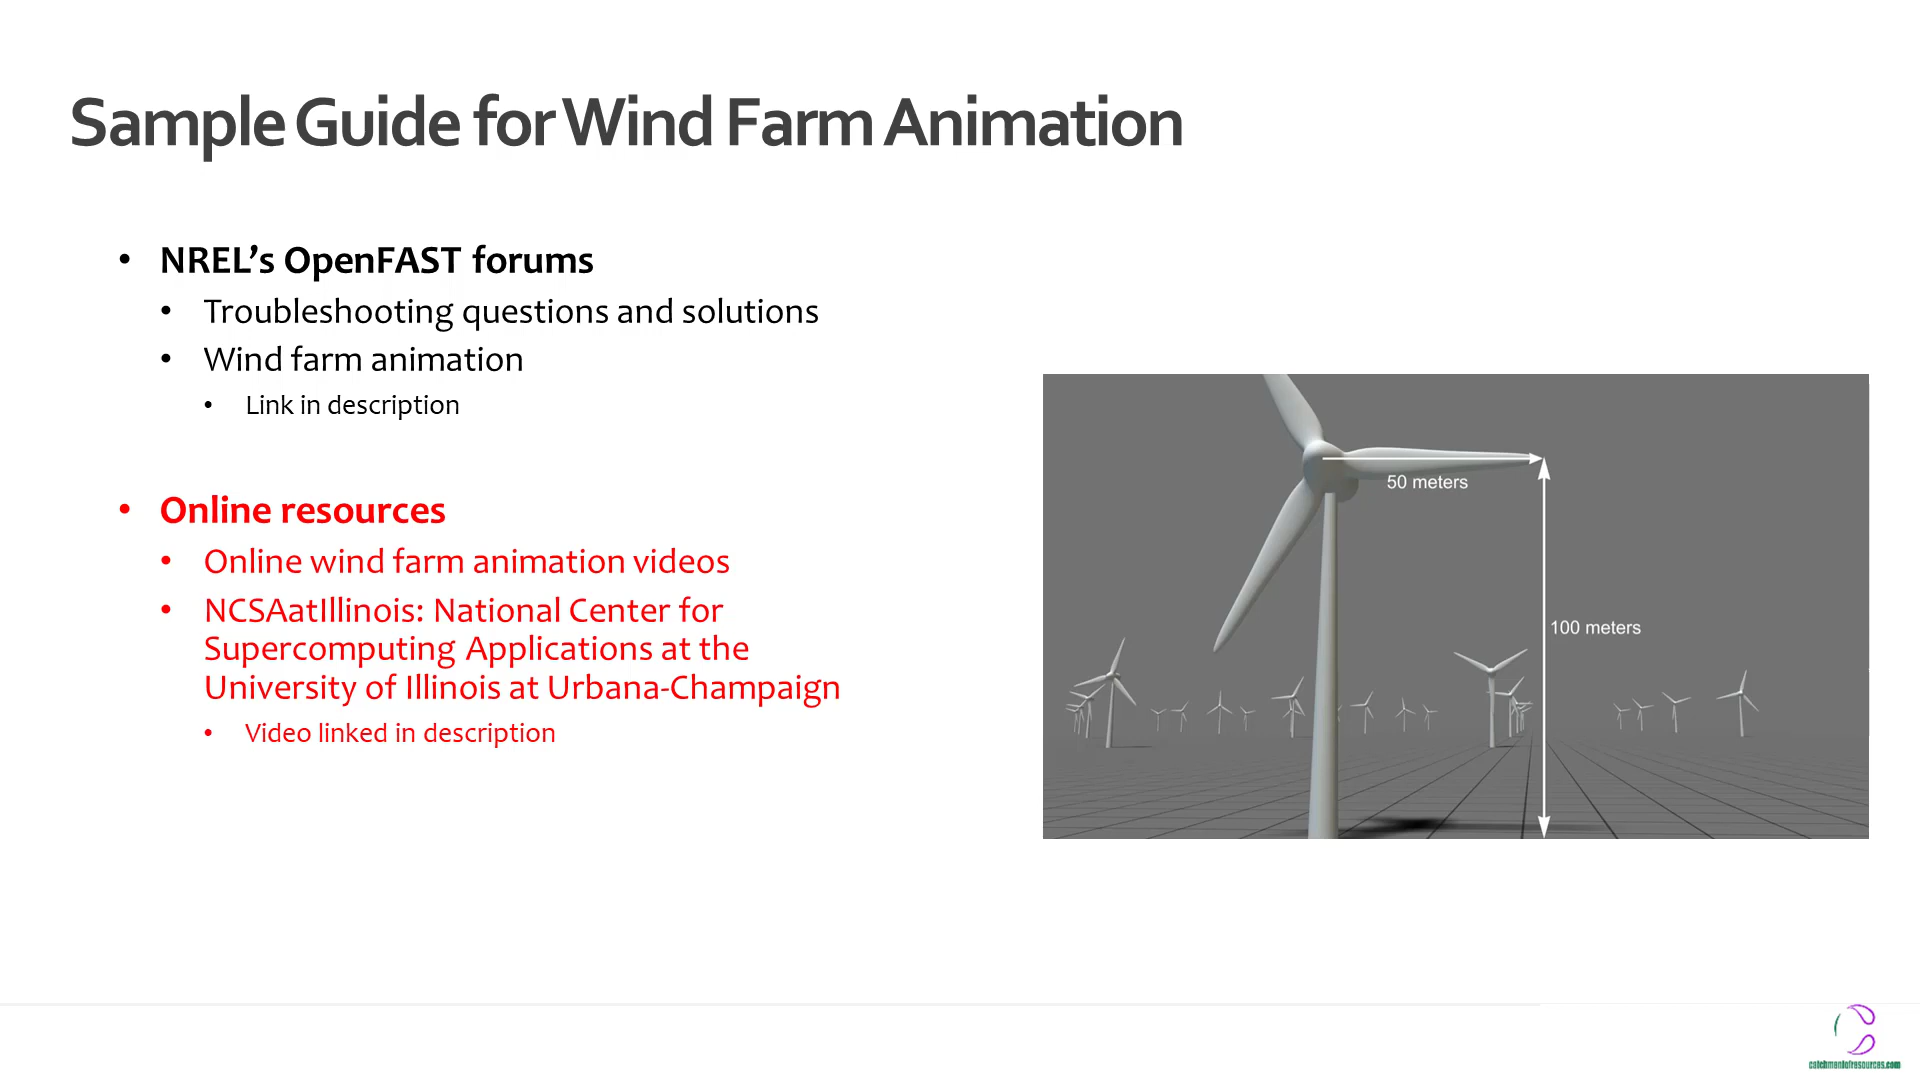 Sample Guide for Wind Farm Animation
• NREL’s OpenFAST forums
• Troubleshooting questions and solutions
• Wind farm animation
• Link in description
• Online resources
• Online wind farm animation videos
• NCSAatIllinois: National Center for
Supercomputing Applications at the
University of Illinois at Urbana-Champaign
• Video linked in description
50 meters
100 meters
catchmentofresources.com